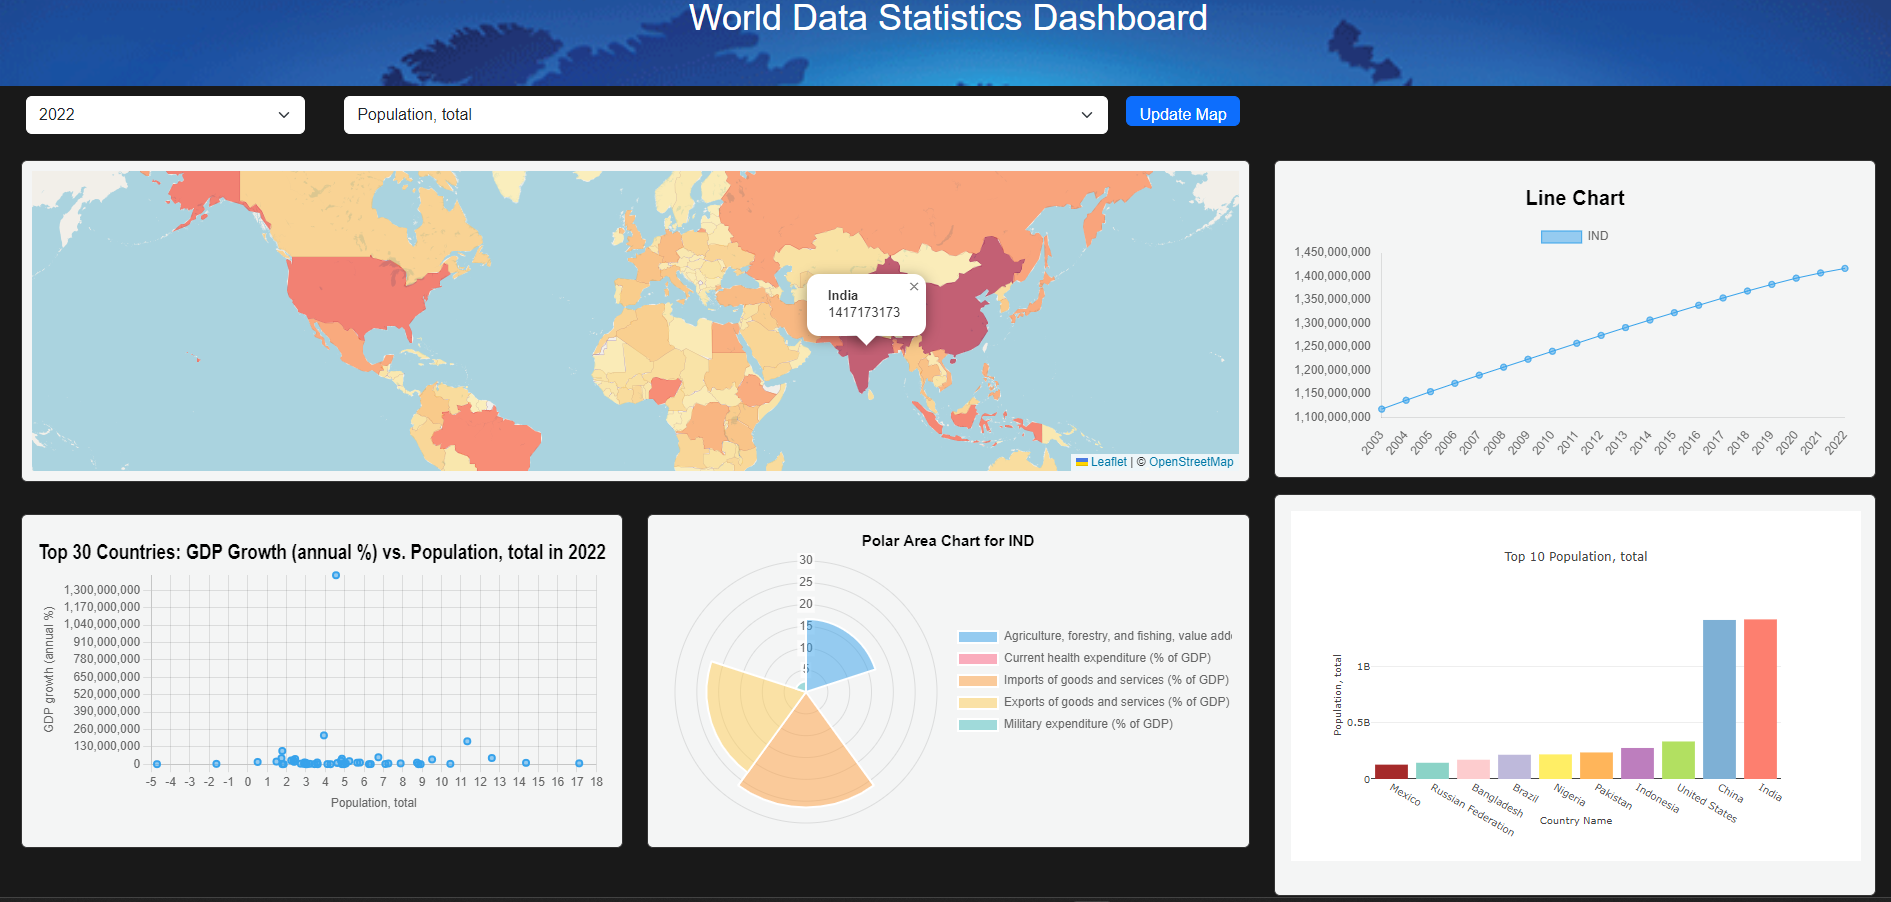 World Data Statistics Dashboard
2022
Population, total
Update Map
India
1417173173
Leaflet | © OpenStreetMap
Line Chart
IND
1,450,000,000
1,400,000,000
1,350,000,000
1,300,000,000
1,250,000,000
1,200,000,000
1,150,000,000
1,100,000,000
2003 2004 2005 2006 2007 2008 2009 2010 2011 2012 2013 2014 2015 2016 2017 2018 2019 2020 2021 2022
Top 30 Countries: GDP Growth (annual %) vs. Population, total in 2022
GDP growth (annual %)
1,300,000,000
1,170,000,000
1,040,000,000
910,000,000
780,000,000
650,000,000
520,000,000
390,000,000
260,000,000
130,000,000
0
-5 -4 -3 -2 -1 0 1 2 3 4 5 6 7 8 9 10 11 12 13 14 15 16 17 18
Population, total
Polar Area Chart for IND
30
25
20
15
10
5
Agriculture, forestry, and fishing, value add
Current health expenditure (% of GDP)
Imports of goods and services (% of GDP)
Exports of goods and services (% of GDP)
Military expenditure (% of GDP)
Top 10 Population, total
Population, total
1B
0.5B
0
Mexico Russian Federation Bangladesh Brazil Nigeria Pakistan Indonesia United States China India
Country Name